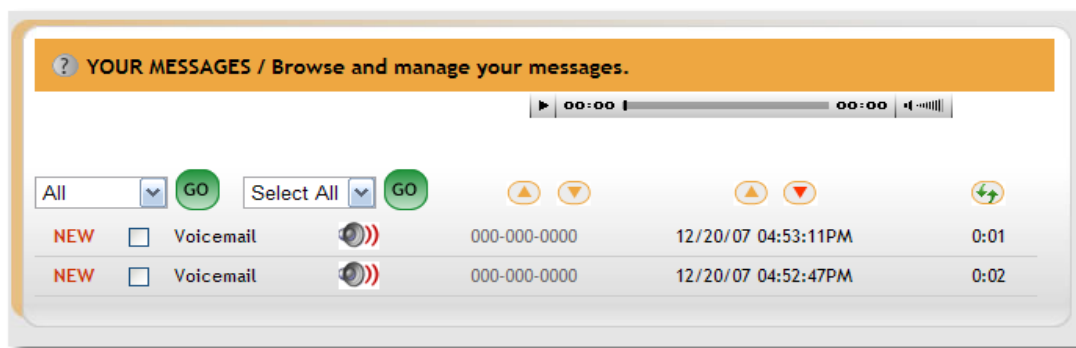 ? YOUR MESSAGES / Browse and manage your messages.
00:00 00:00
All GO Select All GO
NEW Voicemail 000-000-0000 12/20/07 04:53:11PM 0:01
NEW Voicemail 000-000-0000 12/20/07 04:52:47PM 0:02